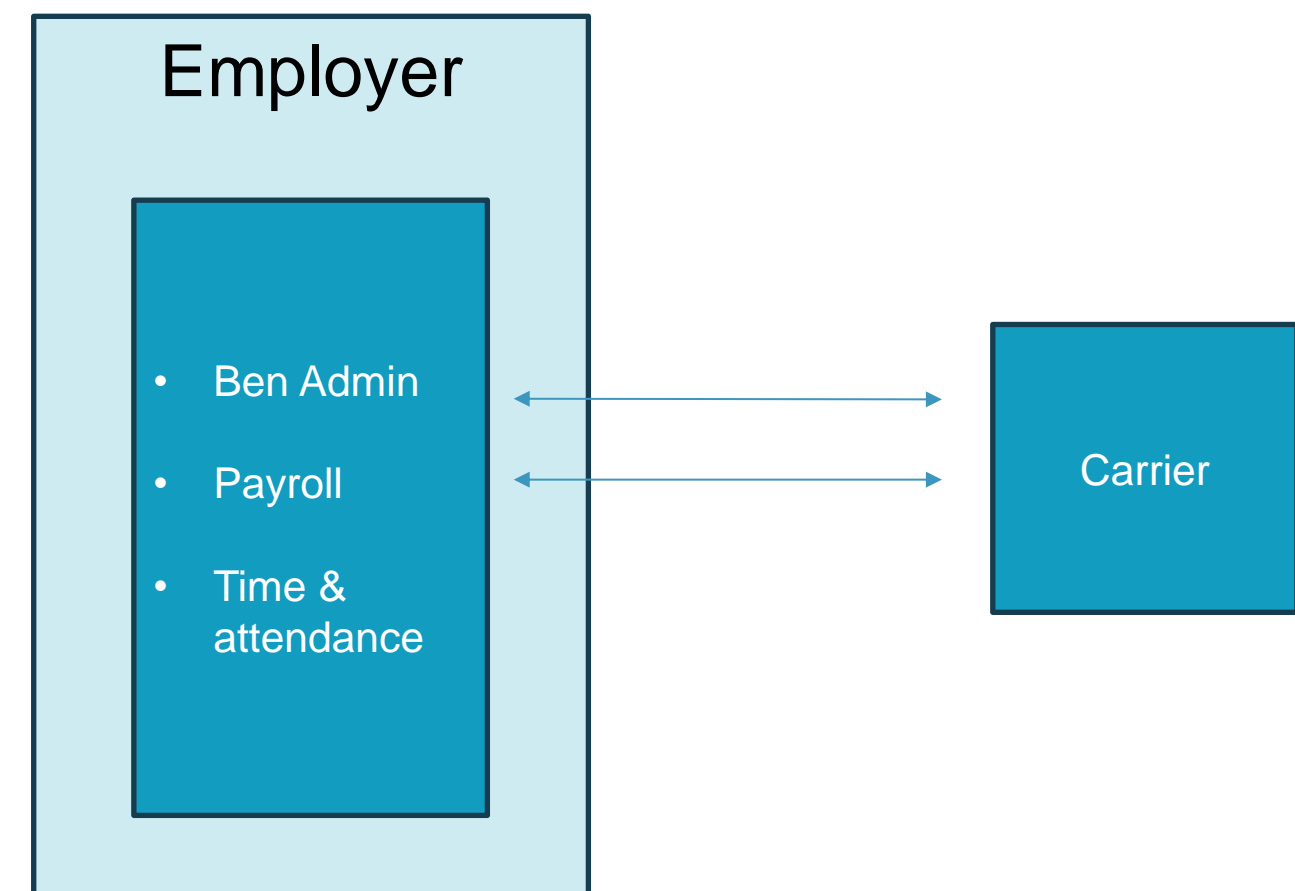 Employer
• Ben Admin
• Payroll
• Time &
attendance
Carrier